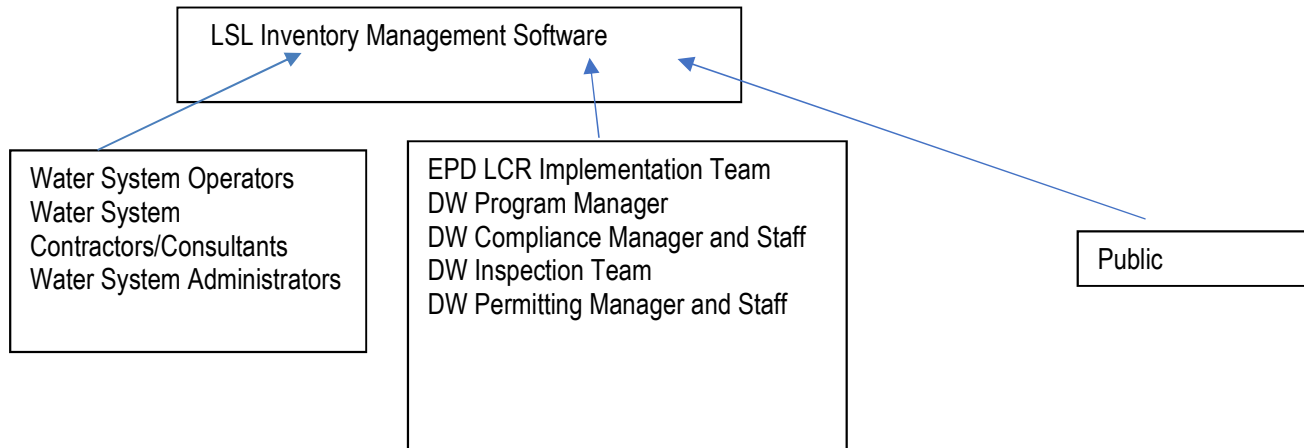 LSL Inventory Management Software
Water System Operators
Water System
Contractors/Consultants
Water System Administrators
EPD LCR Implementation Team
DW Program Manager
DW Compliance Manager and Staff
DW Inspection Team
DW Permitting Manager and Staff
Public